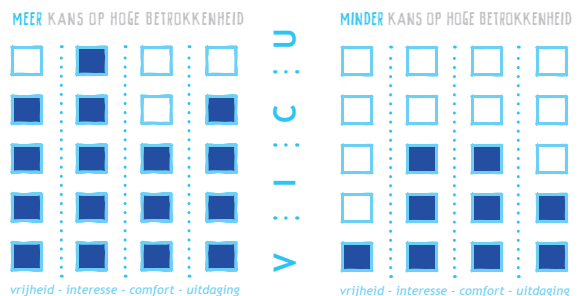 MEER KANS OP HOGE BETROKKENHEID
vrijheid - interesse - comfort - uitdaging
V : I : C : U
MINDER KANS OP HOGE BETROKKENHEID
vrijheid - interesse - comfort - uitdaging